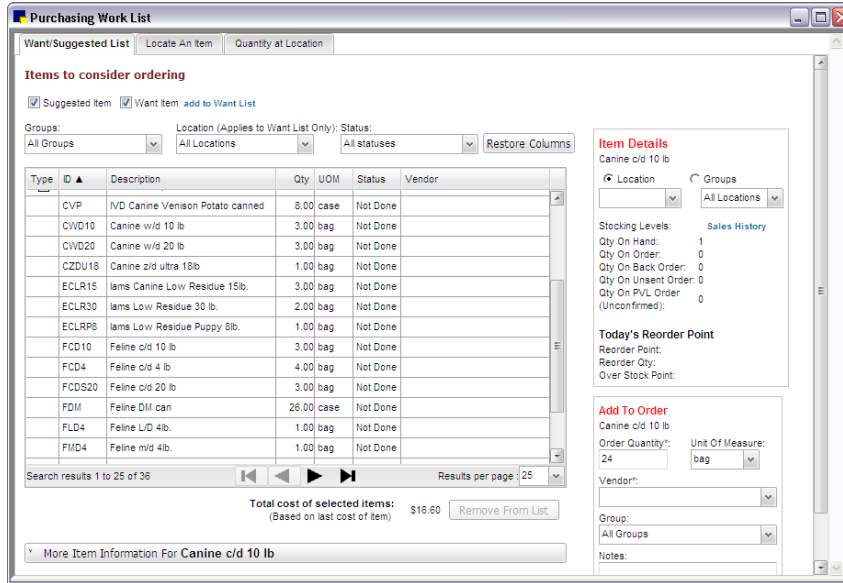 Purchasing Work List
Want/Suggested List Locate An Item Quantity at Location
Items to consider ordering
Suggested Item Want Item add to Want List
Groups: Location (Applies to Want List Only): Status:
All Groups All Locations All statuses Restore Columns
Type ID ▲ Description Qty UOM Status Vendor
CVP IVD Canine Venison Potato canned 8.00 case Not Done
CWD10 Canine w/d 10 lb 3.00 bag Not Done
CWD20 Canine w/d 20 lb 3.00 bag Not Done
CZDU18 Canine z/d ultra 18lb 1.00 bag Not Done
ECLR15 Iams Canine Low Residue 15lb. 3.00 bag Not Done
ECLR30 Iams Low Residue 30 lb. 2.00 bag Not Done
ECLRP8 Iams Low Residue Puppy 8lb. 1.00 bag Not Done
FCD10 Feline c/d 10 lb 3.00 bag Not Done
FCD4 Feline c/d 4 lb 4.00 bag Not Done
FCDS20 Feline c/d 20 lb 3.00 bag Not Done
FDM Feline DM can 26.00 case Not Done
FLD4 Feline L/D 4lb. 1.00 bag Not Done
FMD4 Feline m/d 4lb. 1.00 bag Not Done
Search results 1 to 25 of 36 Results per page : 25
Total cost of selected items: $16.60 Remove From List
(Based on last cost of item)
More Item Information For Canine c/d 10 lb
Item Details
Canine c/d 10 lb
Location Groups
All Locations
Stocking Levels: Sales History
Qty On Hand: 1
Qty On Order: 0
Qty On Back Order: 0
Qty On Unsent Order: 0
Qty On PVL Order
(Unconfirmed): 0
Today's Reorder Point
Reorder Point:
Reorder Qty:
Over Stock Point:
Add To Order
Canine c/d 10 lb
Order Quantity*: Unit Of Measure:
24 bag
Vendor*:
Group:
All Groups
Notes: